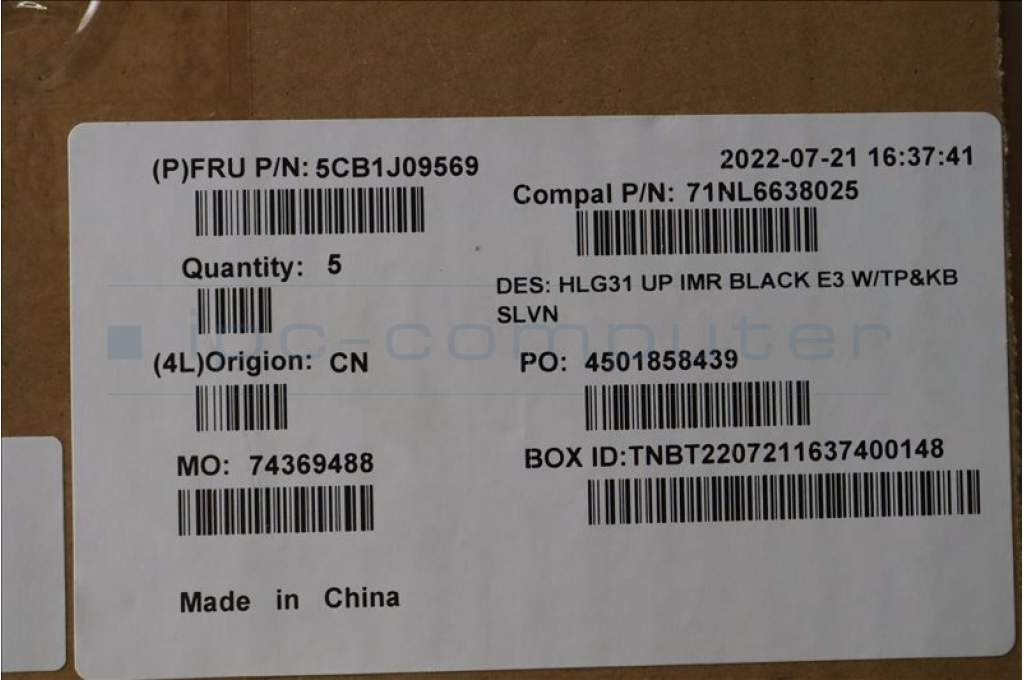 (P)FRU P/N: 5CB1J09569
2022-07-21 16:37:41
Compal P/N: 71NL6638025
Quantity: 5
DES: HLG31 UP IMR BLACK E3 W/TP&KB
SLVN
ipc-computer
(4L)Origion: CN
PO: 4501858439
MO: 74369488
BOX ID:TNBT2207211637400148
Made in China